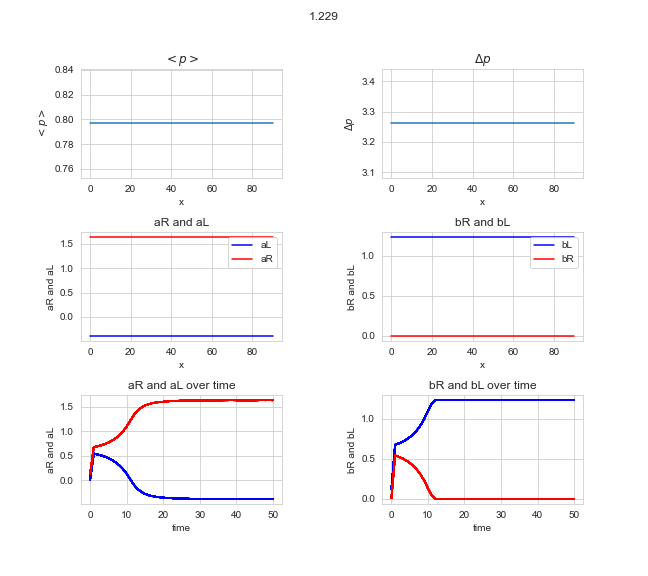 1.229
< p >
0.84
0.82
0.80
0.78
0.76
< p >
0 20 40 60 80
x
Δp
3.4
3.3
3.2
3.1
Δp
0 20 40 60 80
x
aR and aL
1.5
1.0
0.5
0.0
aR and aL
aL
aR
0 20 40 60 80
x
bR and bL
1.0
0.5
0.0
bR and bL
bL
bR
0 20 40 60 80
x
aR and aL over time
1.5
1.0
0.5
0.0
aR and aL
0 10 20 30 40 50
time
bR and bL over time
1.0
0.5
0.0
bR and bL
0 10 20 30 40 50
time